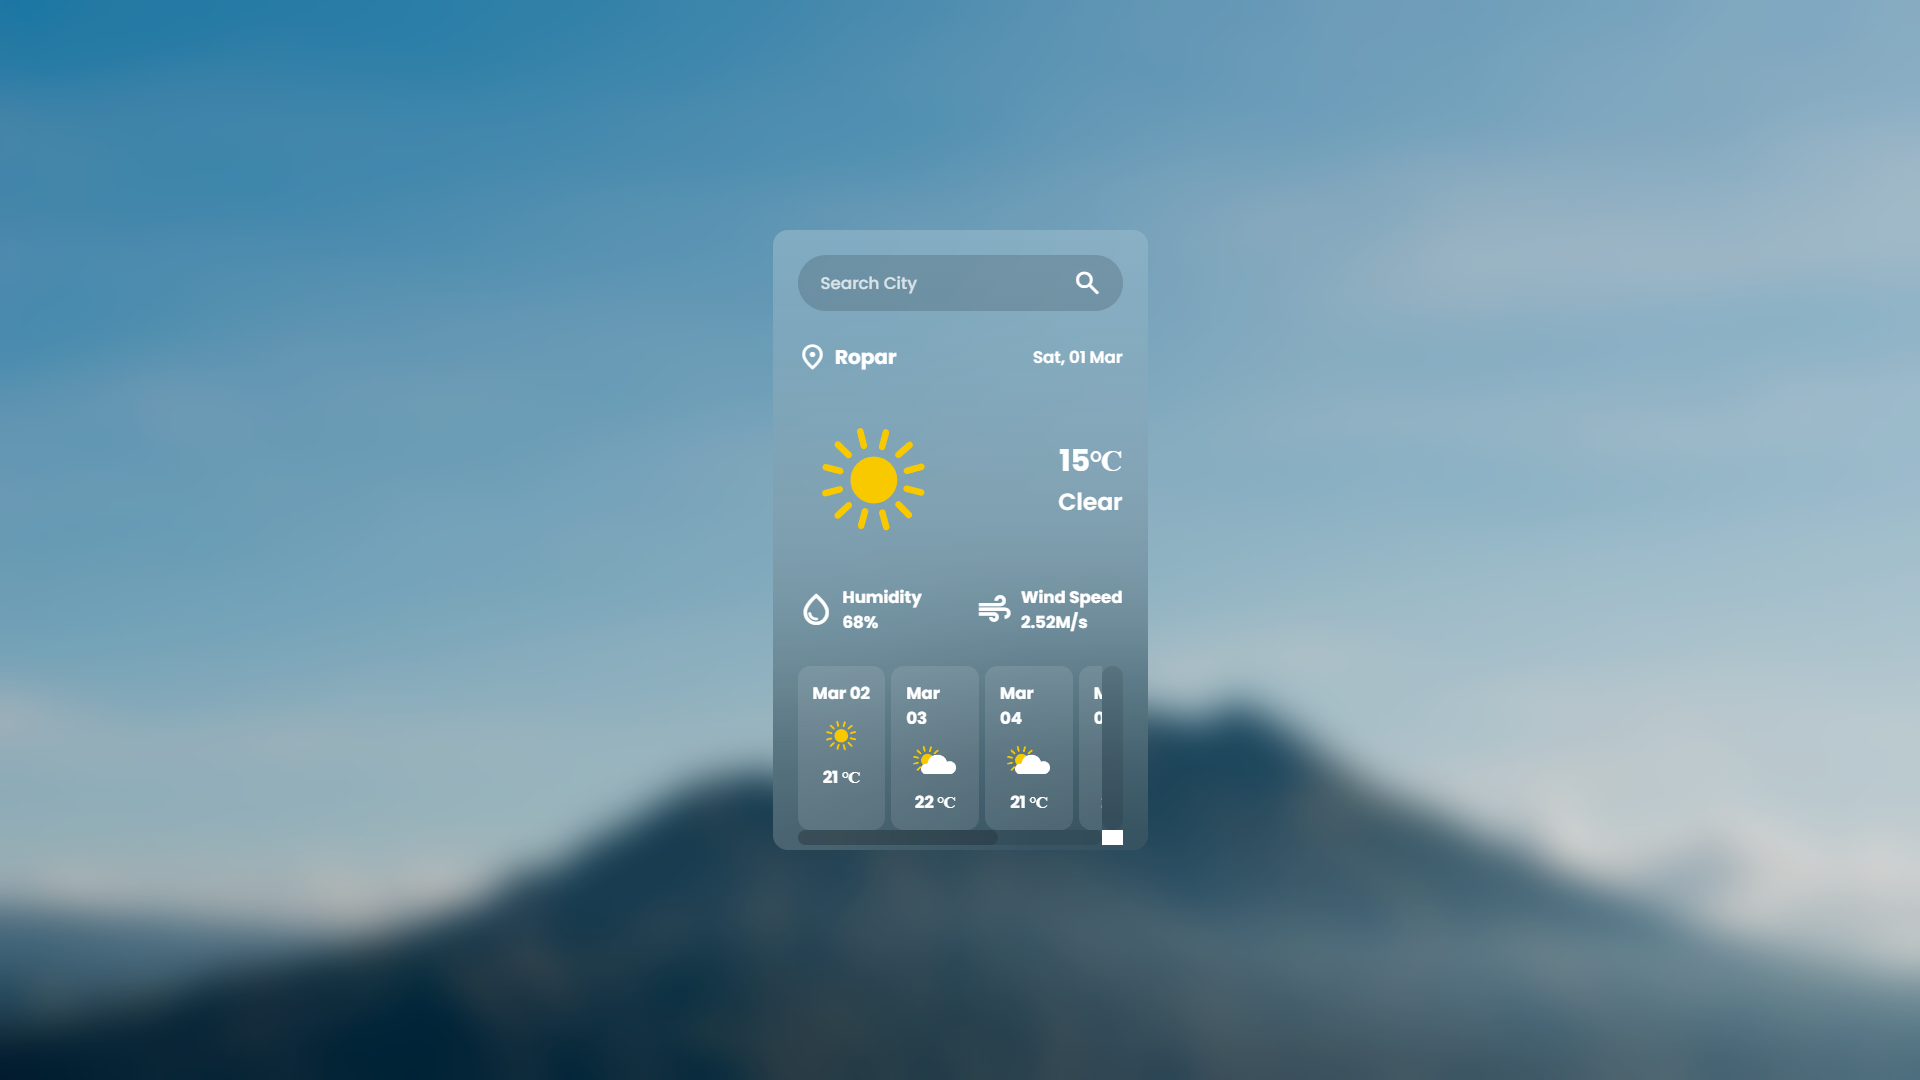 Search City
Ropar
Sat, 01 Mar
15°C
Clear
Humidity
68%
Wind Speed
2.52M/s
Mar 02
21 °C
Mar
03
22 °C
Mar
04
21 °C